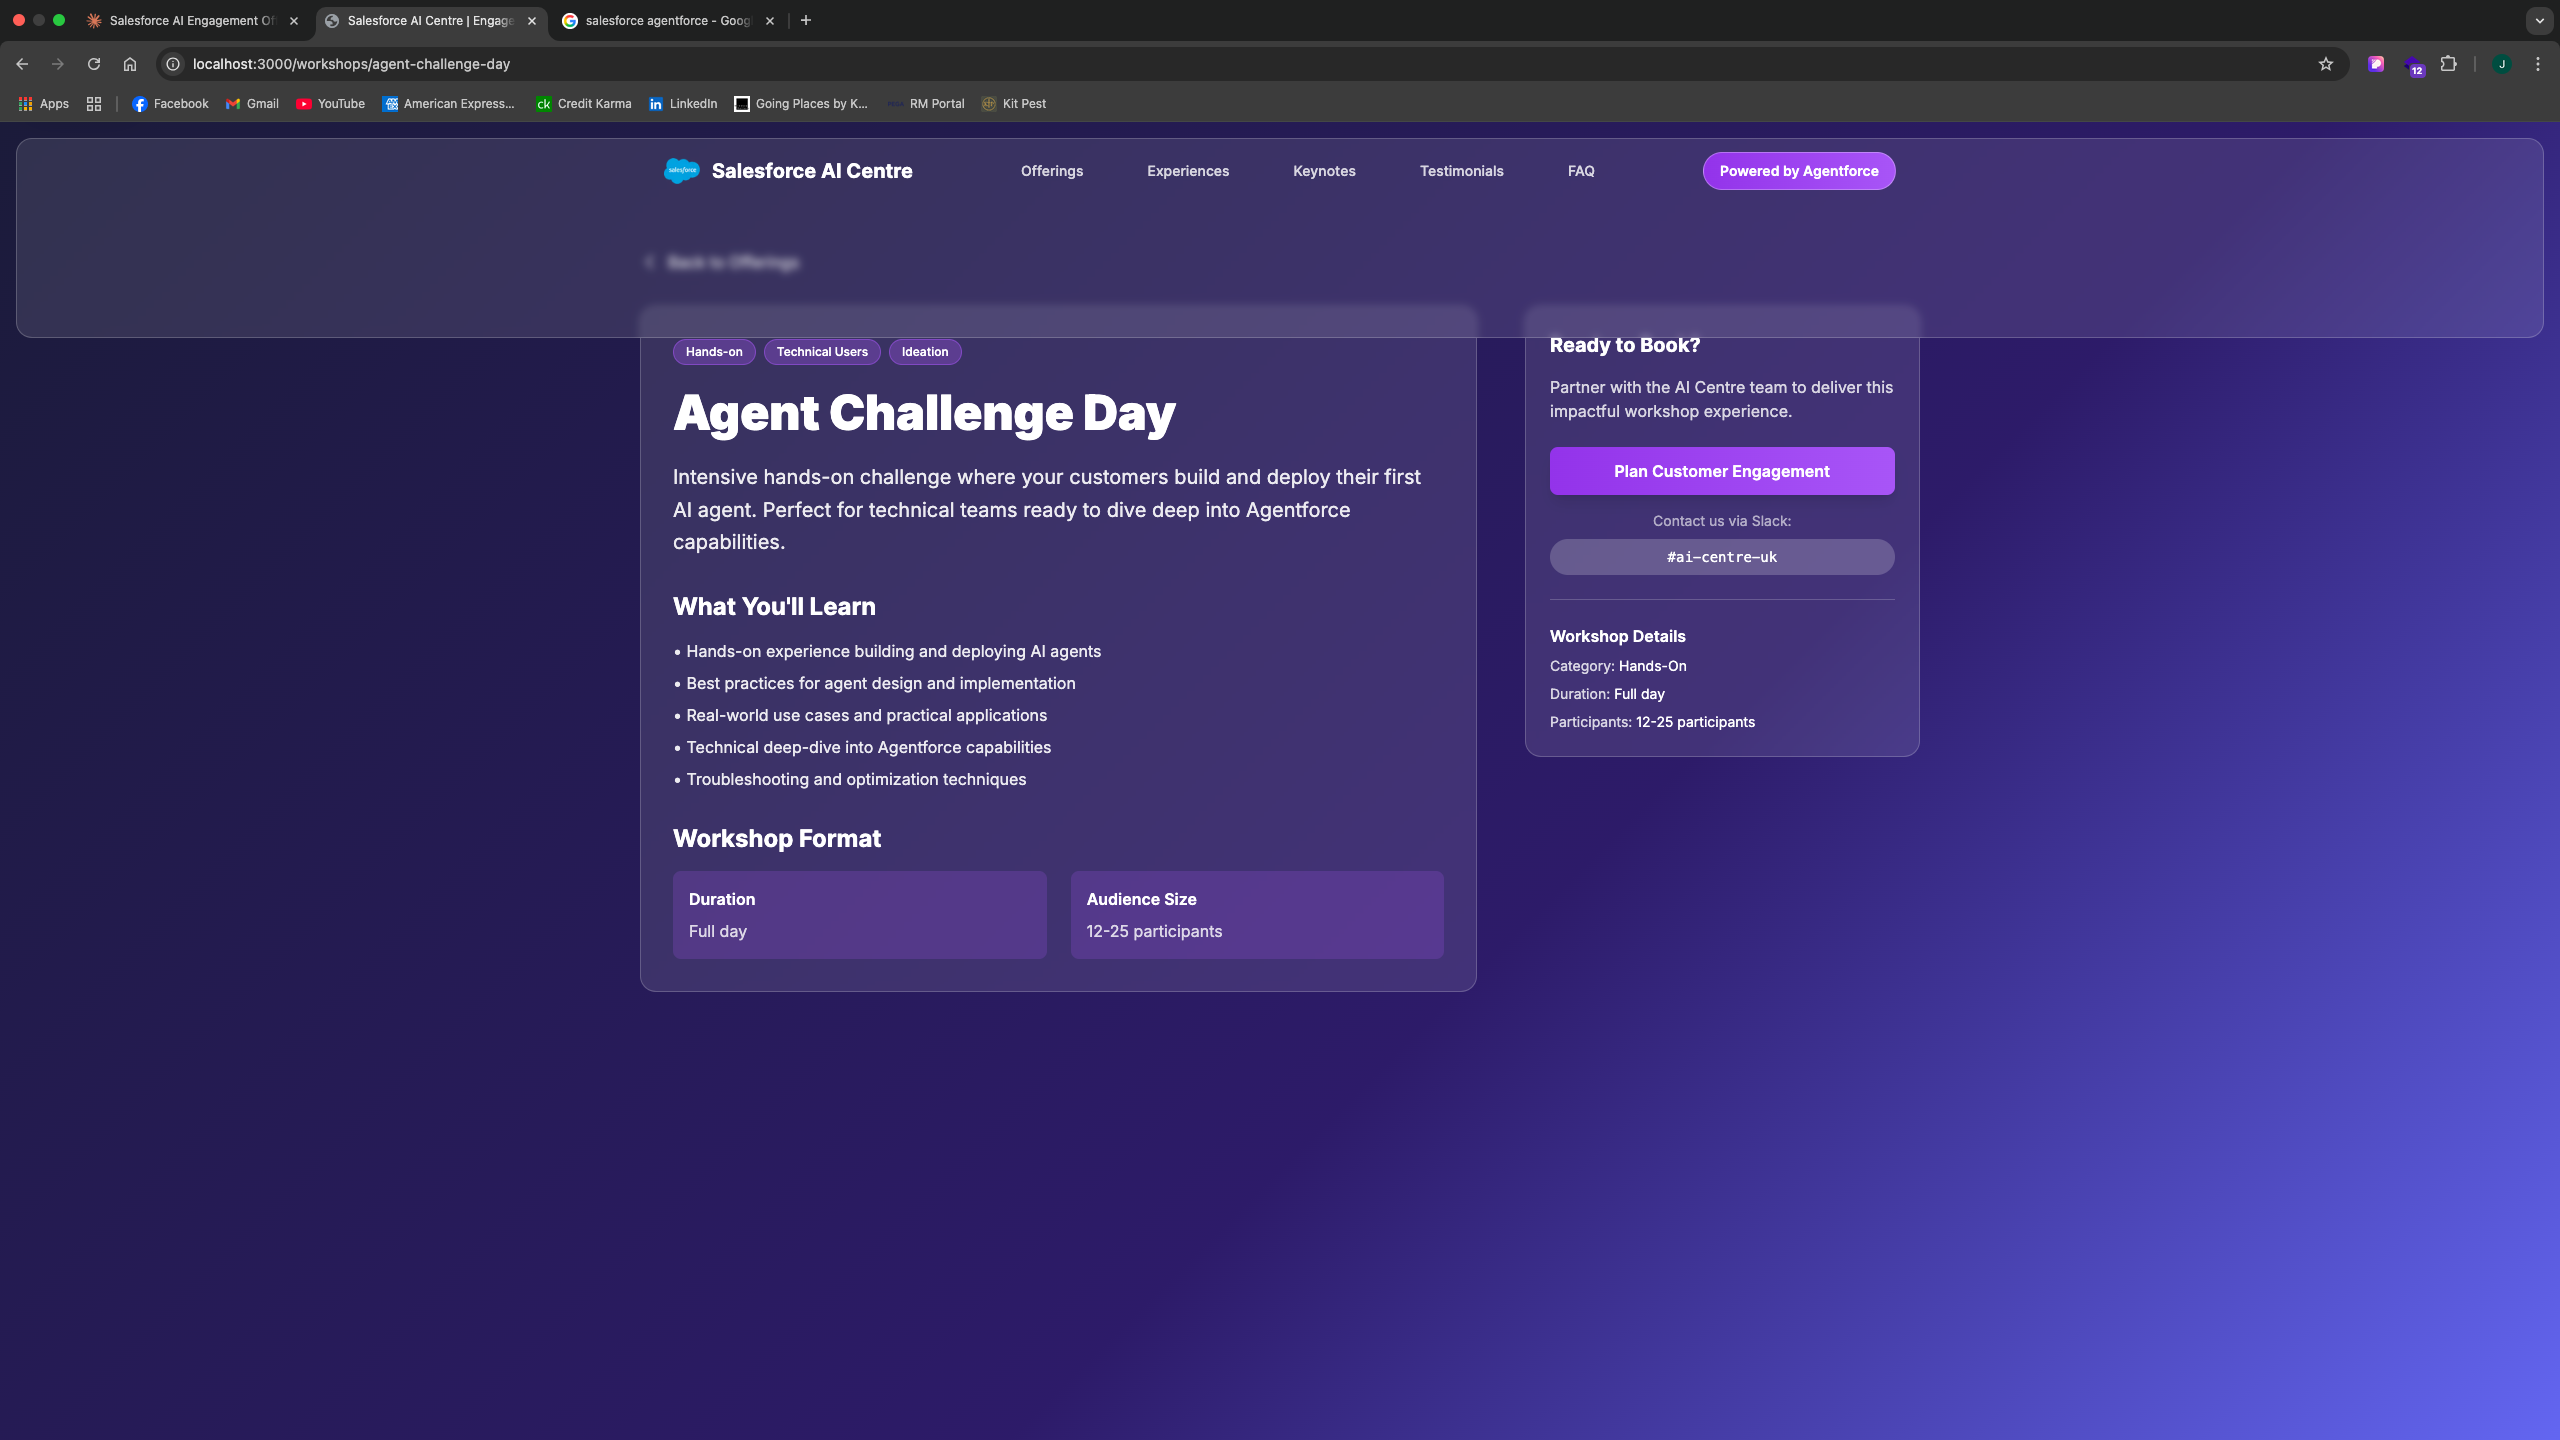 Salesforce AI Engagement Of
Salesforce AI Centre | Engage
salesforce agentforce - Goog
localhost:3000/workshops/agent-challenge-day
12
J
Apps
Facebook
Gmail
YouTube
American Express...
ck
Credit Karma
in
LinkedIn
Going Places by K...
RM Portal
Kit Pest
salesforce
Salesforce AI Centre
Offerings
Experiences
Keynotes
Testimonials
FAQ
Powered by Agentforce
Back to Offerings
Hands-on
Technical Users
Ideation
Agent Challenge Day
Intensive hands-on challenge where your customers build and deploy their first
AI agent. Perfect for technical teams ready to dive deep into Agentforce
capabilities.
What You'll Learn
• Hands-on experience building and deploying AI agents
• Best practices for agent design and implementation
• Real-world use cases and practical applications
• Technical deep-dive into Agentforce capabilities
• Troubleshooting and optimization techniques
Workshop Format
Duration
Full day
Audience Size
12-25 participants
Ready to Book?
Partner with the AI Centre team to deliver this
impactful workshop experience.
Plan Customer Engagement
Contact us via Slack:
#ai-centre-uk
Workshop Details
Category: Hands-On
Duration: Full day
Participants: 12-25 participants